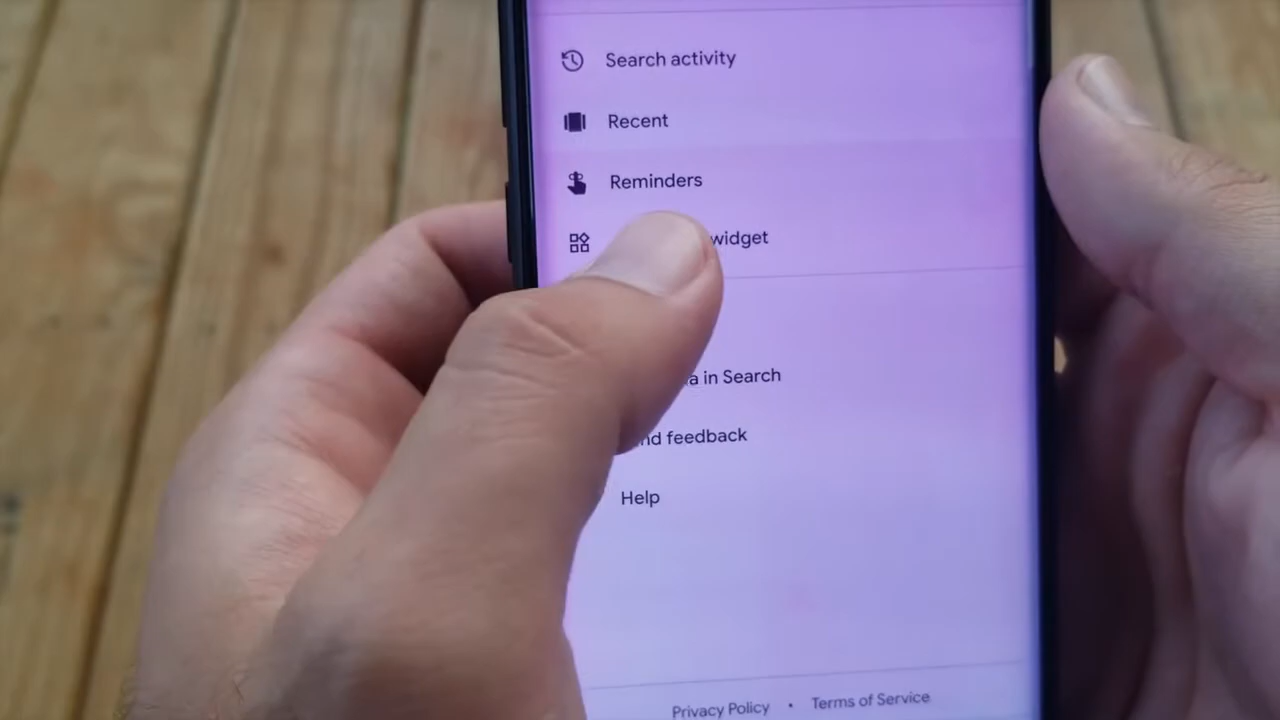 Search activity
Recent
Reminders
widget
a in Search
nd feedback
Help
Privacy Policy • Terms of Service